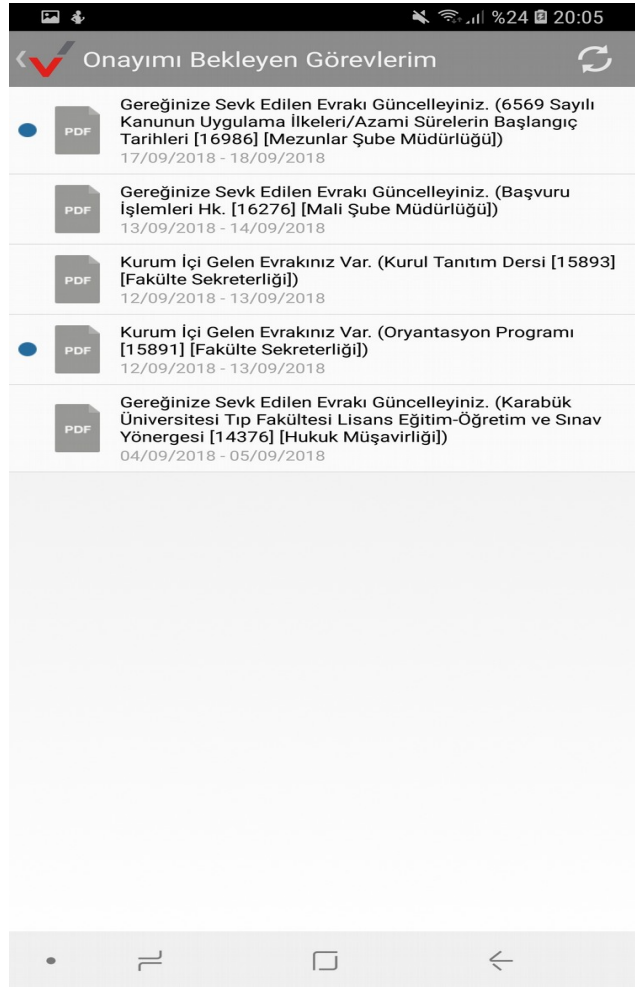 %24 20:05
Onayımı Bekleyen Görevlerim
PDF
Gereğinize Sevk Edilen Evrakı Güncelleyiniz. (6569 Sayılı
Kanunun Uygulama İlkeleri/Azami Sürelerin Başlangıç
Tarihleri [16986] [Mezunlar Şube Müdürlüğü])
17/09/2018 - 18/09/2018
PDF
Gereğinize Sevk Edilen Evrakı Güncelleyiniz. (Başvuru
İşlemleri Hk. [16276] [Mali Şube Müdürlüğü])
13/09/2018 - 14/09/2018
PDF
Kurum İçi Gelen Evrakınız Var. (Kurul Tanıtım Dersi [15893]
[Fakülte Sekreterliği])
12/09/2018 - 13/09/2018
PDF
Kurum İçi Gelen Evrakınız Var. (Oryantasyon Programı
[15891] [Fakülte Sekreterliği])
12/09/2018 - 13/09/2018
PDF
Gereğinize Sevk Edilen Evrakı Güncelleyiniz. (Karabük
Üniversitesi Tıp Fakültesi Lisans Eğitim-Öğretim ve Sınav
Yönergesi [14376] [Hukuk Müşavirliği])
04/09/2018 - 05/09/2018